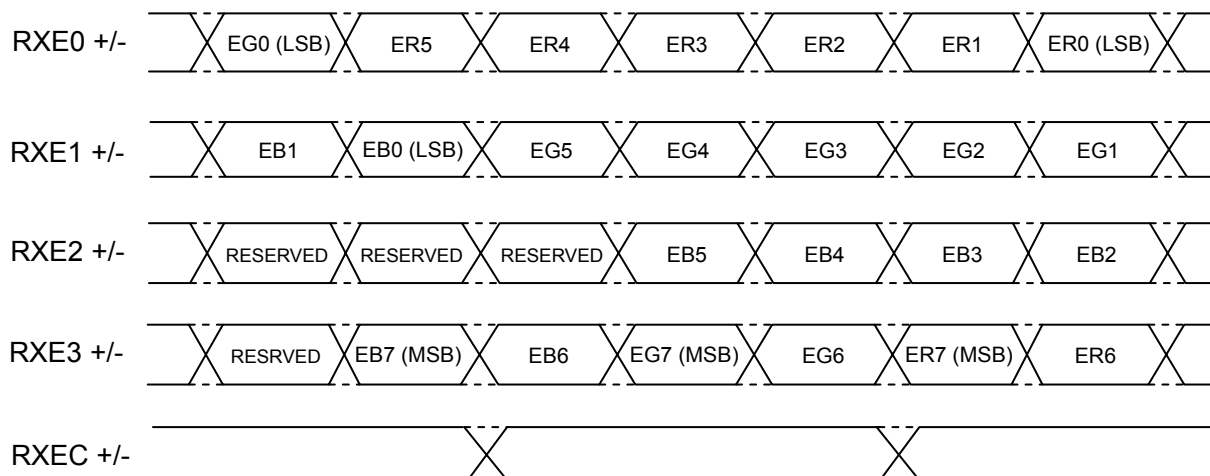 RXE0 +/- EG0 (LSB) ER5 ER4 ER3 ER2 ER1 ER0 (LSB)
RXE1 +/- EB1 EB0 (LSB) EG5 EG4 EG3 EG2 EG1
RXE2 +/- RESERVED RESERVED RESERVED EB5 EB4 EB3 EB2
RXE3 +/- RESRVED EB7 (MSB) EB6 EG7 (MSB) EG6 ER7 (MSB) ER6
RXEC +/-